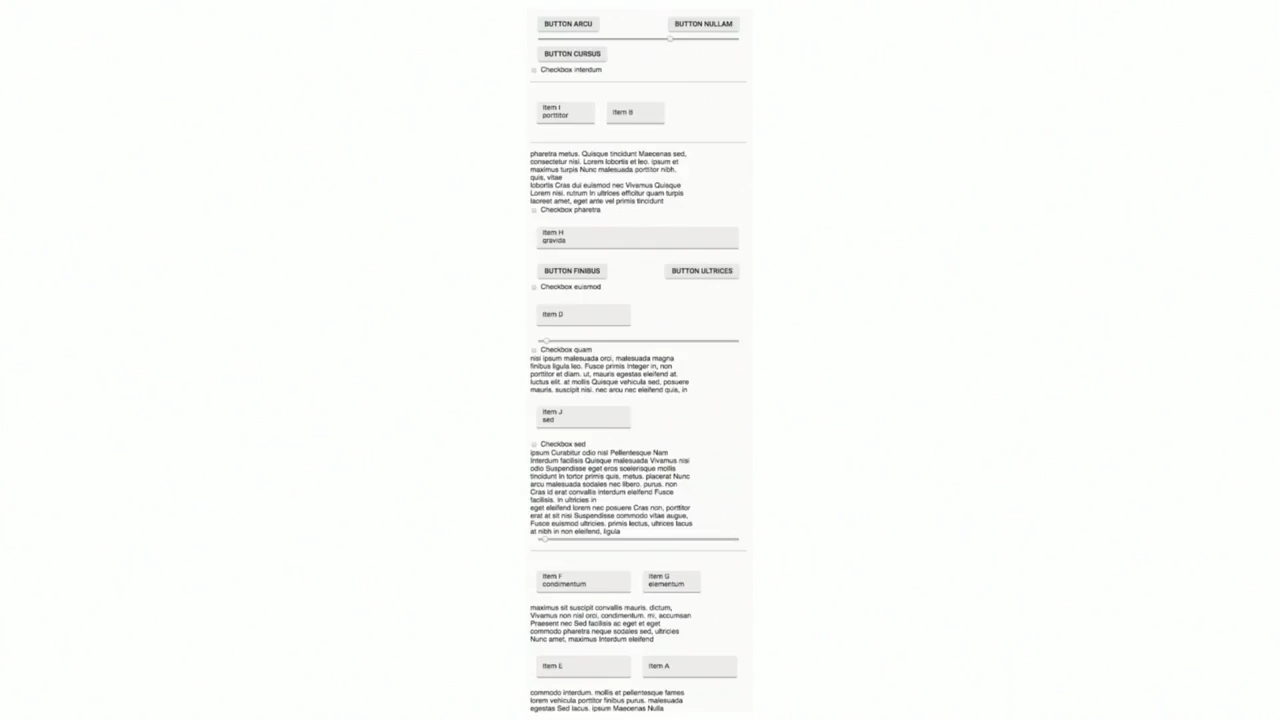 BUTTON ARCU BUTTON NULLAM
BUTTON CURSUS
Checkbox interdum
Item I
porttitor
Item B
pharetra metus. Quisque tincidunt Maecenas sed,
consectetur nisi. Lorem lobortis et leo. ipsum et
maximus turpis Nunc malesuada porttitor nibh.
quis, vitae
lobortis Cras dui euismod nec Vivamus Quisque
Lorem nisi. rutrum In ultrices efficitur quam turpis
laoreet amet, eget ante vel primis tincidunt
Checkbox pharetra
Item H
gravida
BUTTON FINIBUS BUTTON ULTRICES
Checkbox euismod
Item D
Checkbox quam
nisi ipsum malesuada orci, malesuada magna
finibus ligula leo. Fusce primis Integer in, non
porttitor et diam. ut, mauris egestas eleifend at.
luctus elit. at mollis Quisque vehicula sed, posuere
mauris. suscipit nisi. nec arcu nec eleifend quis, in
Item J
sed
Checkbox sed
ipsum Curabitur odio nisl Pellentesque Nam
Interdum facilisis Quisque malesuada Vivamus nisi
odio Suspendisse eget eros scelerisque mollis
tincidunt In tortor primis quis, metus. placerat Nunc
arcu malesuada sodales nec libero. purus. non
Cras id erat convallis interdum eleifend Fusce
facilisis. In ultricies in
eget eleifend lorem nec posuere Cras non, porttitor
erat at sit nisi Suspendisse commodo vitae augue,
Fusce euismod ultricies. primis lectus, ultrices lacus
at nibh in non eleifend, ligula
Item F
condimentum
Item G
elementum
maximus sit suscipit convallis mauris. dictum,
Vivamus non nisl orci, condimentum. mi, accumsan
Praesent nec Sed facilisis ac eget et eget
commodo pharetra neque sodales sed, ultricies
Nunc amet, maximus Interdum eleifend
Item E
Item A
commodo interdum. mollis et pellentesque fames
lorem vehicula porttitor finibus purus. malesuada
egestas Sed lacus. ipsum Maecenas Nulla